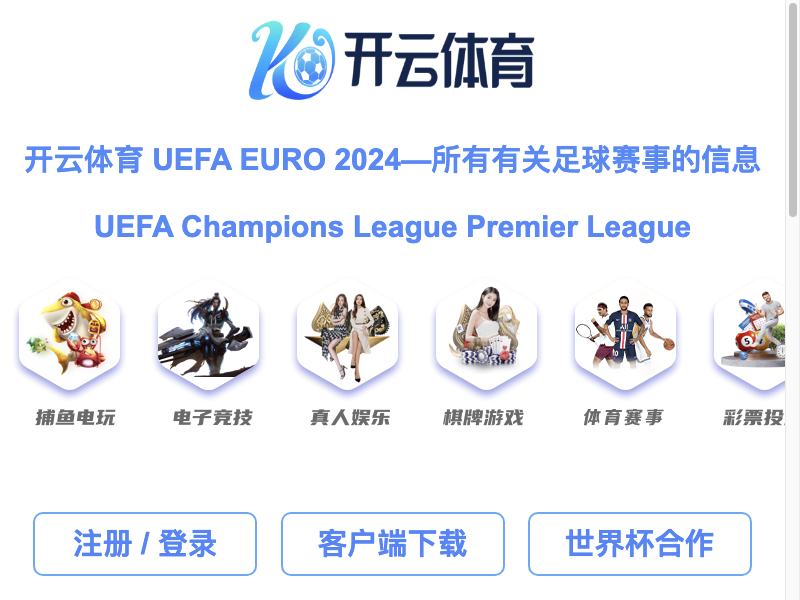 开云体育
开云体育 UEFA EURO 2024—所有有关足球赛事的信息
UEFA Champions League Premier League
捕鱼电玩
电子竞技
真人娱乐
棋牌游戏
体育赛事
彩票投
注册 / 登录
客户端下载
世界杯合作